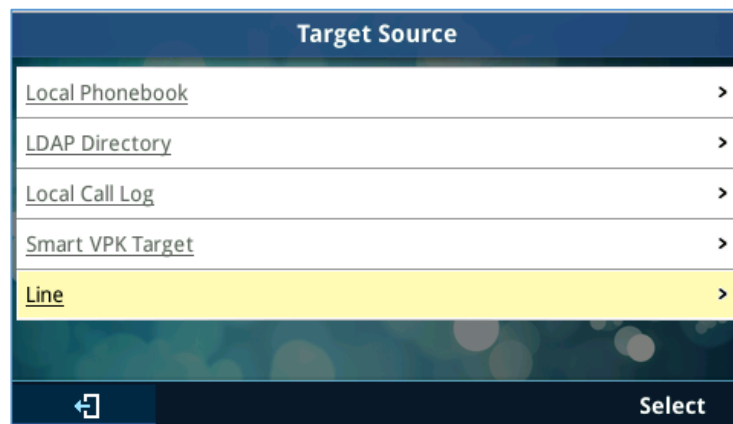 Target Source
Local Phonebook >
LDAP Directory >
Local Call Log >
Smart VPK Target >
Line >
Select